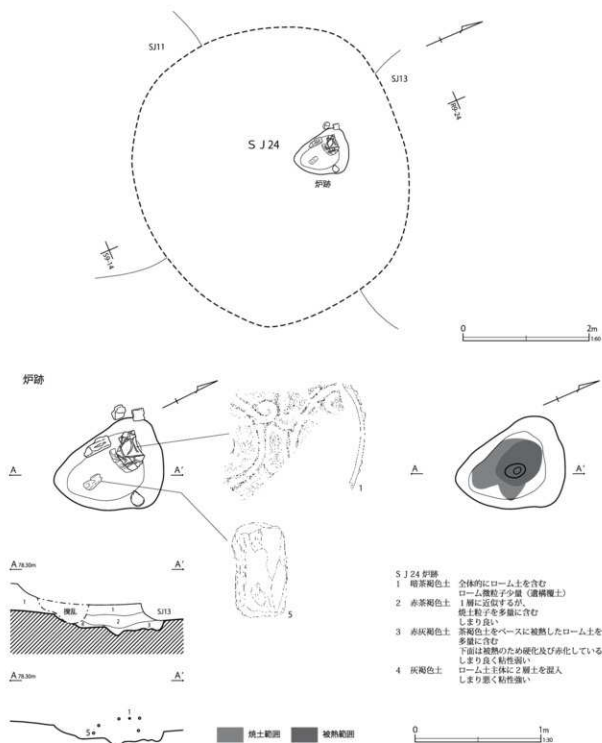 SJ11
SJ13
R9-24
S J 24
炉跡
S9-14
0 2m
1:60
炉跡
A A'
1
5
A A'
A 78.30m A'
1 撹乱 1 SJ13
4 2 3
A 78.30m A'
1
5
S J 24 炉跡
1 暗茶褐色土 全体的にローム土を含む
ローム微粒子少量（遺構覆土）
2 赤茶褐色土 １層に近似するが、
焼土粒子を多量に含む
しまり良い
3 赤灰褐色土 茶褐色土をベースに被熱したローム土を
多量に含む
下面は被熱のため硬化及び赤化している
しまり良く粘性弱い
4 灰褐色土 ローム土主体に２層土を混入
しまり悪く粘性強い
焼土範囲 被熱範囲
0 1m
1:30